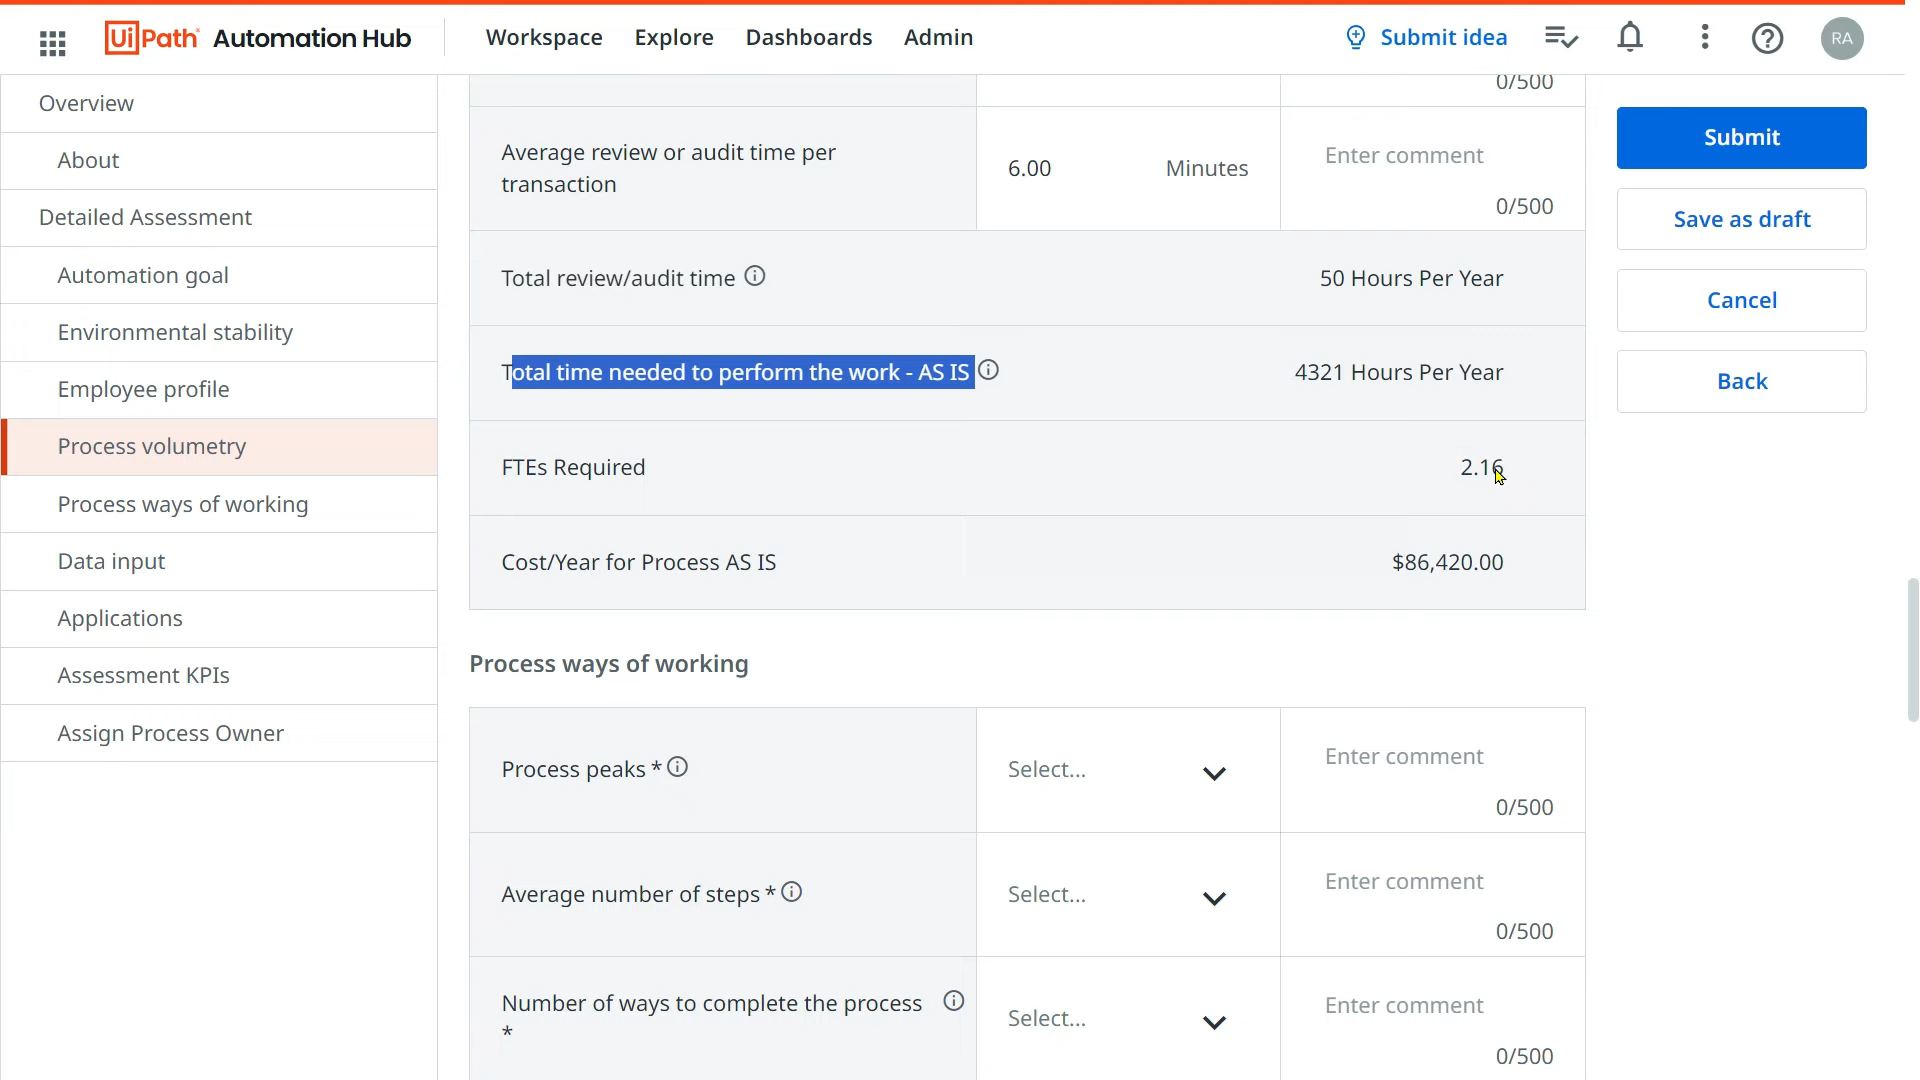 UiPath Automation Hub
Workspace Explore Dashboards Admin
Submit idea
RA
Overview
About
Detailed Assessment
Automation goal
Environmental stability
Employee profile
Process volumetry
Process ways of working
Data input
Applications
Assessment KPIs
Assign Process Owner
0/500
Average review or audit time per
transaction
6.00 Minutes
Enter comment
0/500
Total review/audit time 50 Hours Per Year
Total time needed to perform the work - AS IS 4321 Hours Per Year
FTEs Required 2.16
Cost/Year for Process AS IS $86,420.00
Process ways of working
Process peaks * Select...
Enter comment
0/500
Average number of steps * Select...
Enter comment
0/500
Number of ways to complete the process
*
Select...
Enter comment
0/500
Submit
Save as draft
Cancel
Back